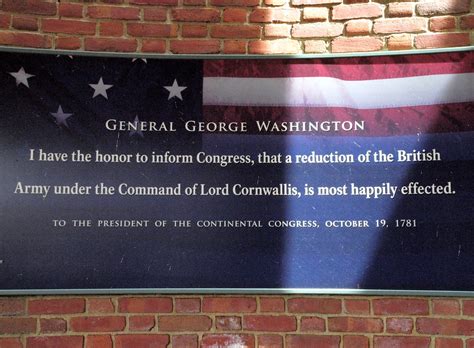 GENERAL GEORGE WASHINGTON
I have the honor to inform Congress, that a reduction of the British
Army under the Command of Lord Cornwallis, is most happily effected.
TO THE PRESIDENT OF THE CONTINENTAL CONGRESS, OCTOBER 19, 1781